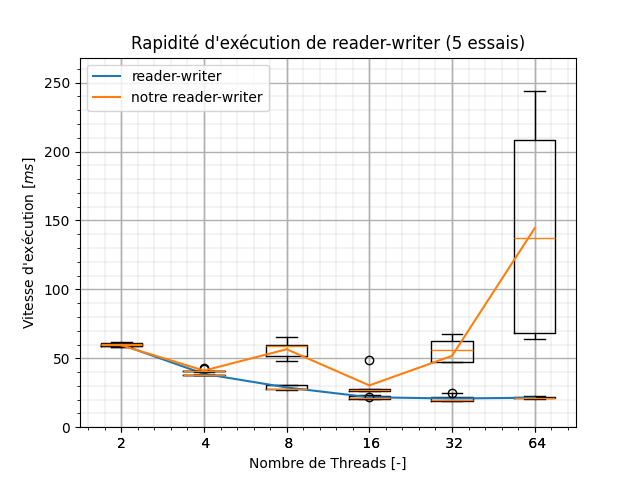 Rapidité d'exécution de reader-writer (5 essais)
reader-writer
notre reader-writer
Vitesse d'exécution [ms]
250
200
150
100
50
0
2 4 8 16 32 64
Nombre de Threads [-]